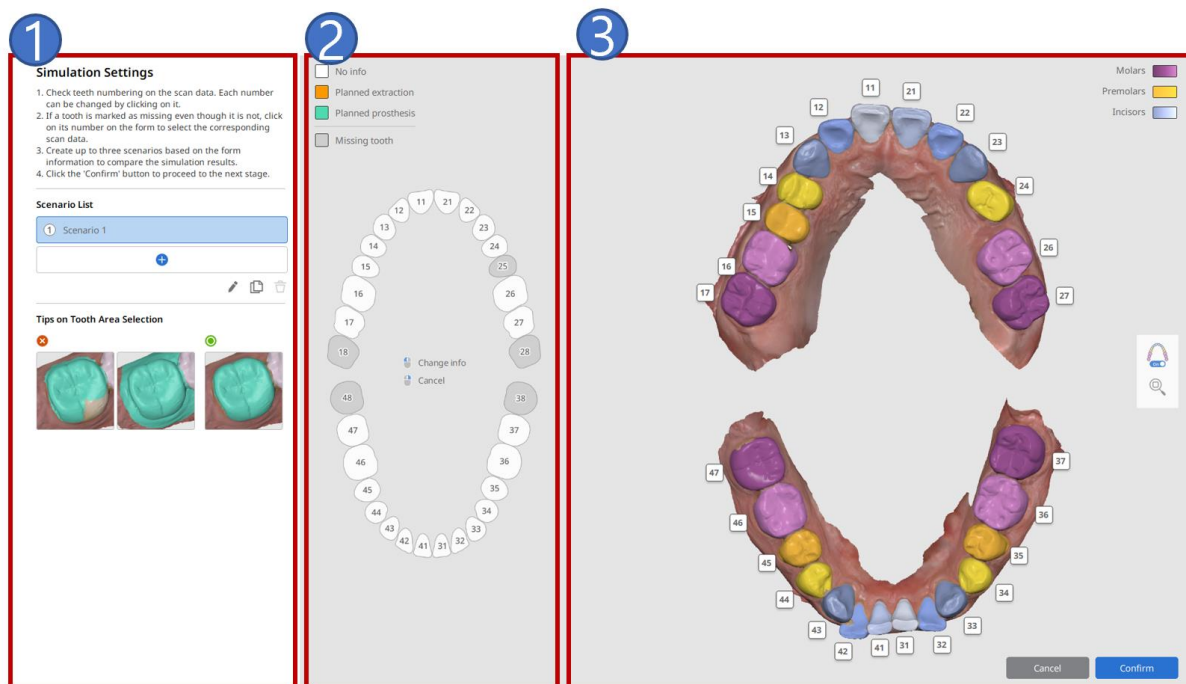 1
Simulation Settings
1. Check teeth numbering on the scan data. Each number
can be changed by clicking on it.
2. If a tooth is marked as missing even though it is not, click
on its number on the form to select the corresponding
scan data.
3. Create up to three scenarios based on the form
information to compare the simulation results.
4. Click the 'Confirm' button to proceed to the next stage.
Scenario List
1 Scenario 1
Tips on Tooth Area Selection
2
No info
Planned extraction
Planned prosthesis
Missing tooth
11 21
12 22
13 23
14 24
15 25
16 26
17 27
18 28
Change info
Cancel
48 38
47 37
46 36
45 35
44 34
43 33
42 41 31 32
3
Molars
Premolars
Incisors
11 21
12 22
13 23
14 24
15
16 26
17 27
47 37
46 36
45 35
44 34
43 33
42 41 31 32
Cancel Confirm